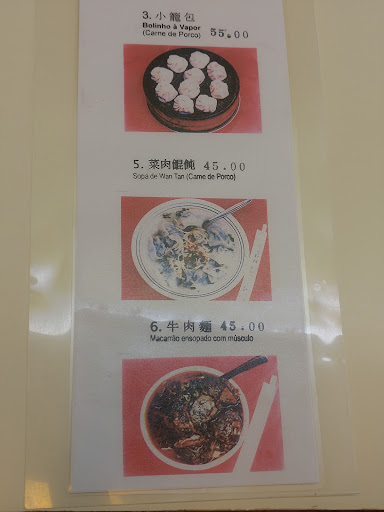 3. 小籠包
Bolinho à Vapor
(Carne de Porco) 55.00
5. 菜肉餛飩 45.00
Sopa de Wan Tan (Carne de Porco)
6. 牛肉麵 45.00
Macarrão ensopado com músculo